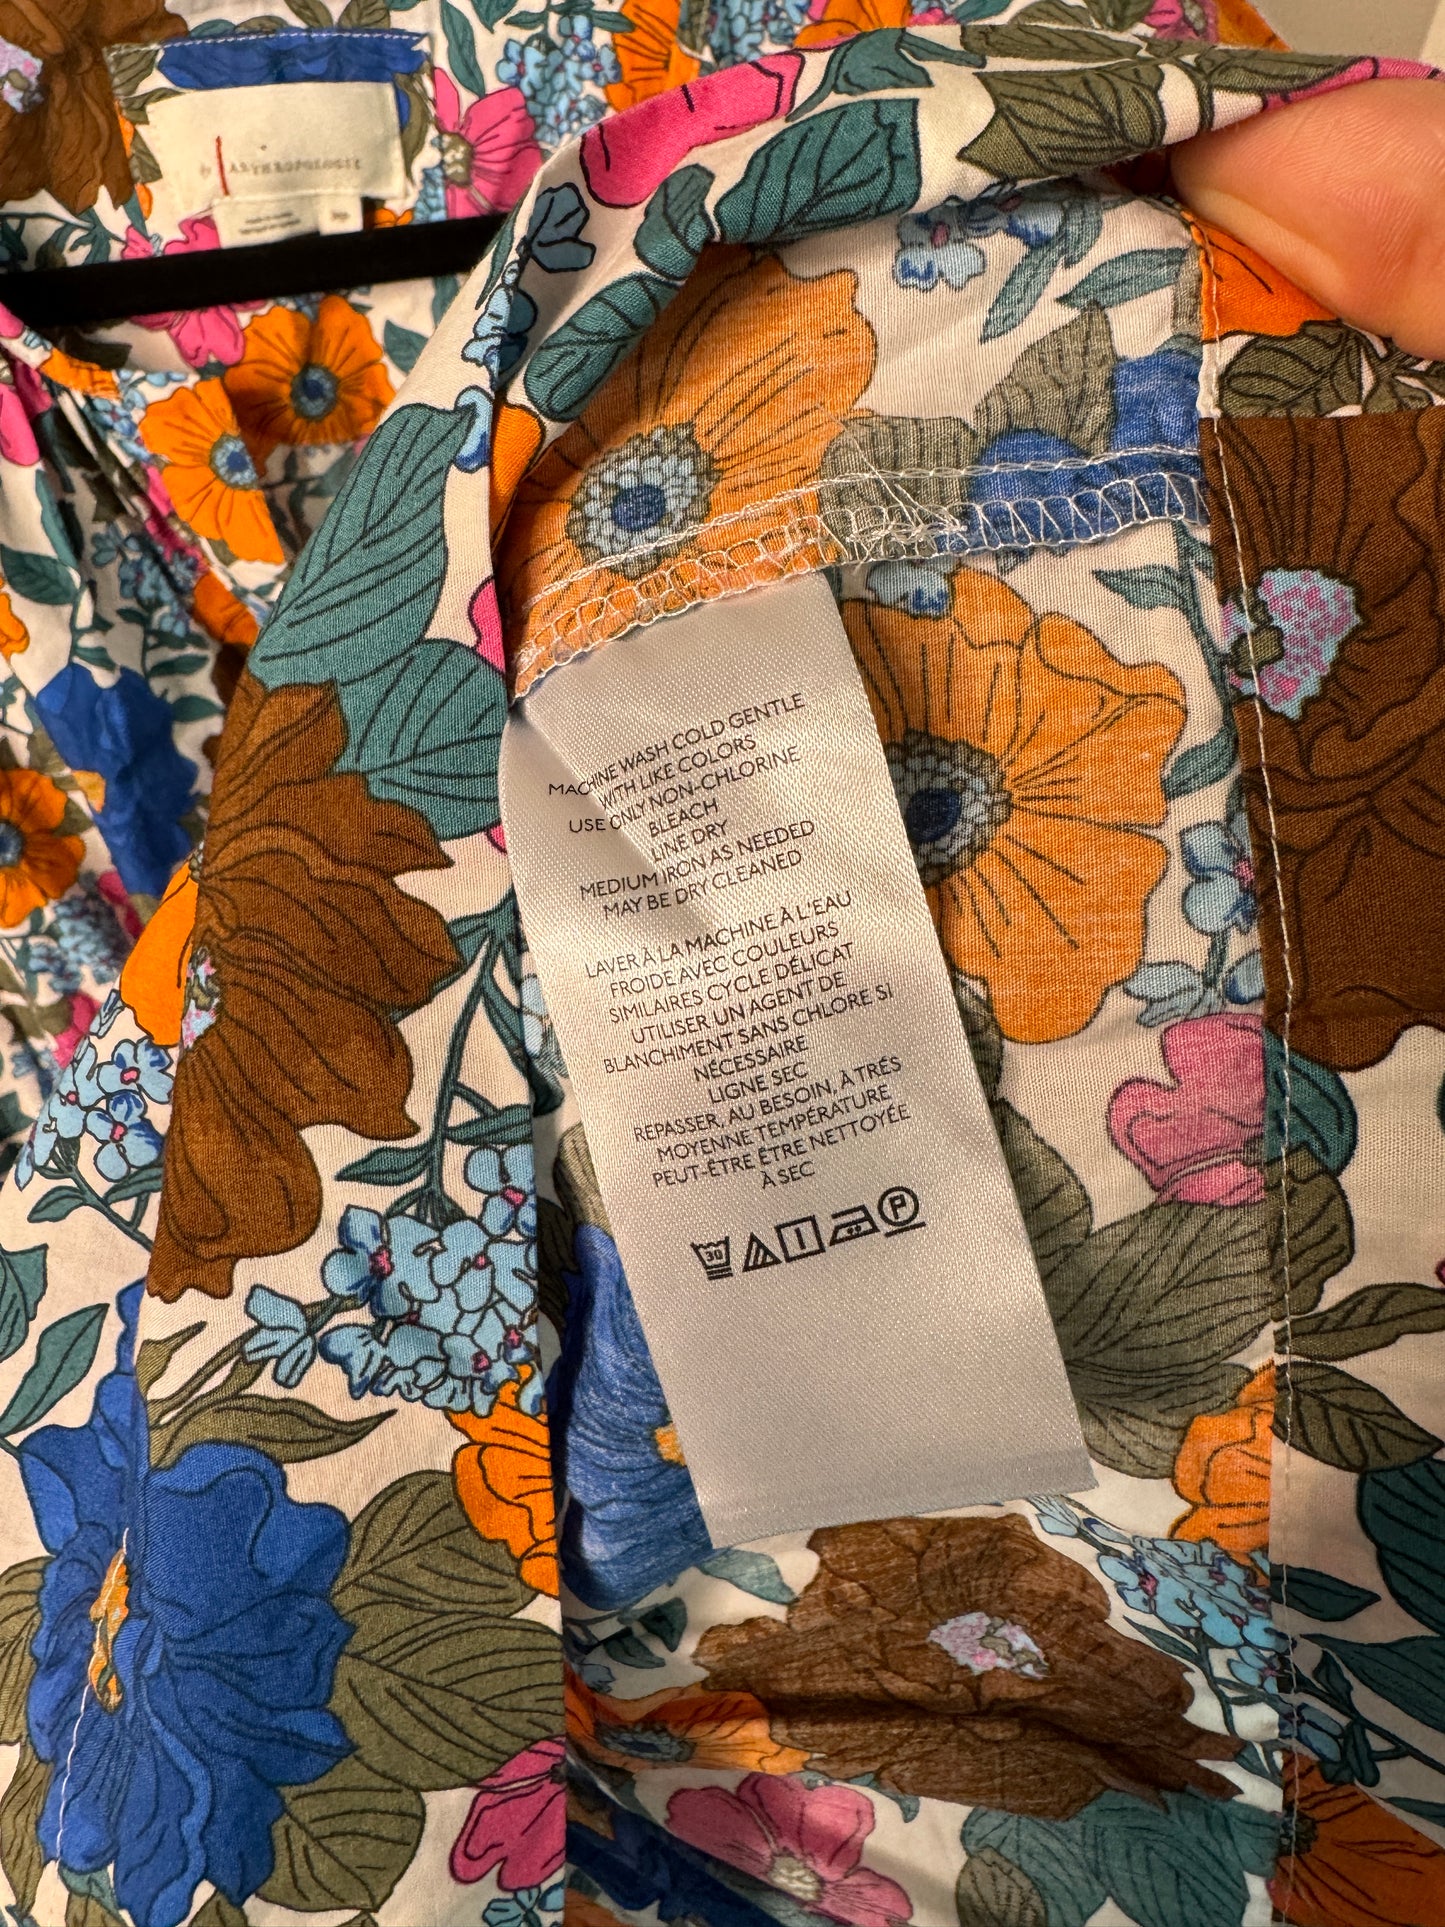 ANTHROPOLOGIE
MACHINE WASH COLD GENTLE
WITH LIKE COLORS
USE ONLY NON-CHLORINE
BLEACH
LINE DRY
MEDIUM IRON AS NEEDED
MAY BE DRY CLEANED
LAVER À LA MACHINE À L'EAU
FROIDE AVEC COULEURS
SIMILAIRES CYCLE DÉLICAT
UTILISER UN AGENT DE
BLANCHIMENT SANS CHLORE SI
NÉCESSAIRE
LIGNE SEC
REPASSER, AU BESOIN, À TRÉS
MOYENNE TEMPÉRATURE
PEUT-ÊTRE ÊTRE NETTOYÉE
À SEC
30 P